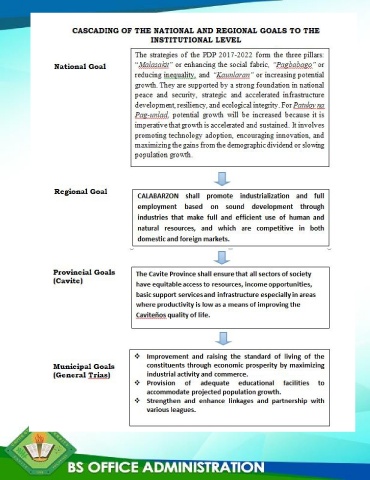 CASCADING OF THE NATIONAL AND REGIONAL GOALS TO THE
INSTITUTIONAL LEVEL
National Goal
The strategies of the PDP 2017-2022 form the three pillars:
"Malasakit" or enhancing the social fabric, "Pagbabago" or
reducing inequality, and "Kaunlaran" or increasing potential
growth. They are supported by a strong foundation in national
peace and security, strategic and accelerated infrastructure
development, resiliency, and ecological integrity. For Patuloy na
Pag-unlad, potential growth will be increased because it is
imperative that growth is accelerated and sustained. It involves
promoting technology adoption, encouraging innovation, and
maximizing the gains from the demographic dividend or slowing
population growth.
Regional Goal
CALABARZON shall promote industrialization and full
employment based on sound development through
industries that make full and efficient use of human and
natural resources, and which are competitive in both
domestic and foreign markets.
Provincial Goals
(Cavite)
The Cavite Province shall ensure that all sectors of society
have equitable access to resources, income opportunities,
basic support services and infrastructure especially in areas
where productivity is low as a means of improving the
Caviteños quality of life.
Municipal Goals
(General Trias)
❖ Improvement and raising the standard of living of the
constituents through economic prosperity by maximizing
industrial activity and commerce.
❖ Provision of adequate educational facilities to
accommodate projected population growth.
❖ Strengthen and enhance linkages and partnership with
various leagues.
BS OFFICE ADMINISTRATION